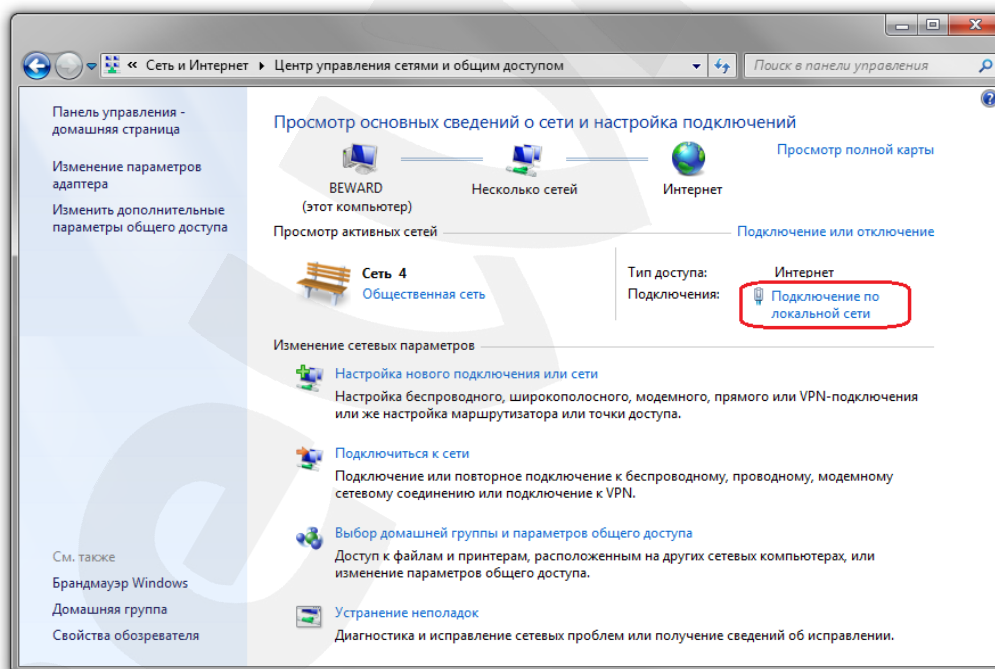 « Сеть и Интернет ▸ Центр управления сетями и общим доступом
Поиск в панели управления
Панель управления -
домашняя страница
Изменение параметров
адаптера
Изменить дополнительные
параметры общего доступа
Просмотр основных сведений о сети и настройка подключений
Просмотр полной карты
BEWARD
(этот компьютер)
Несколько сетей
Интернет
Просмотр активных сетей
Подключение или отключение
Сеть 4
Общественная сеть
Тип доступа: Интернет
Подключения: Подключение по
локальной сети
Изменение сетевых параметров
Настройка нового подключения или сети
Настройка беспроводного, широкополосного, модемного, прямого или VPN-подключения
или же настройка маршрутизатора или точки доступа.
Подключиться к сети
Подключение или повторное подключение к беспроводному, проводному, модемному
сетевому соединению или подключение к VPN.
Выбор домашней группы и параметров общего доступа
Доступ к файлам и принтерам, расположенным на других сетевых компьютерах, или
изменение параметров общего доступа.
Устранение неполадок
Диагностика и исправление сетевых проблем или получение сведений об исправлении.
См. также
Брандмауэр Windows
Домашняя группа
Свойства обозревателя